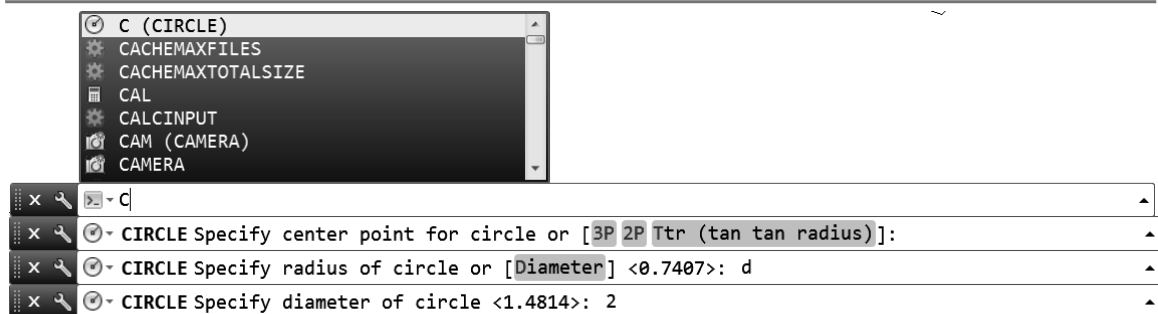 C (CIRCLE)
CACHEMAXFILES
CACHEMAXTOTALSIZE
CAL
CALCINPUT
CAM (CAMERA)
CAMERA
C
CIRCLE Specify center point for circle or [3P 2P Ttr (tan tan radius)]:
CIRCLE Specify radius of circle or [Diameter] <0.7407>: d
CIRCLE Specify diameter of circle <1.4814>: 2